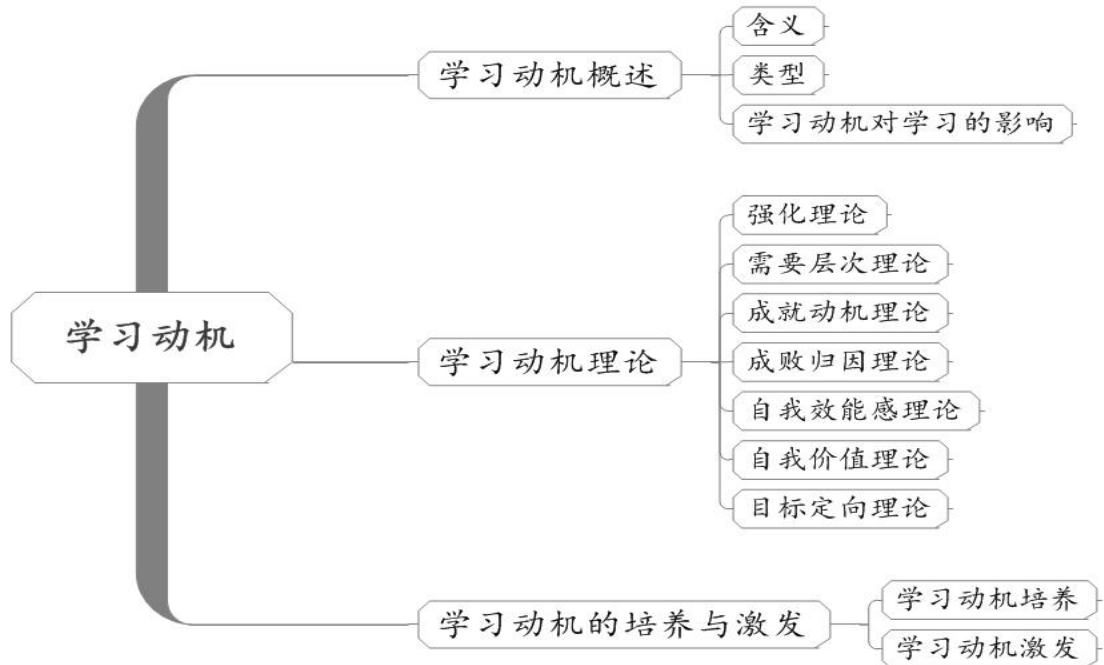 学习动机
学习动机概述
含义
类型
学习动机对学习的影响
学习动机理论
强化理论
需要层次理论
成就动机理论
成败归因理论
自我效能感理论
自我价值理论
目标定向理论
学习动机的培养与激发
学习动机培养
学习动机激发